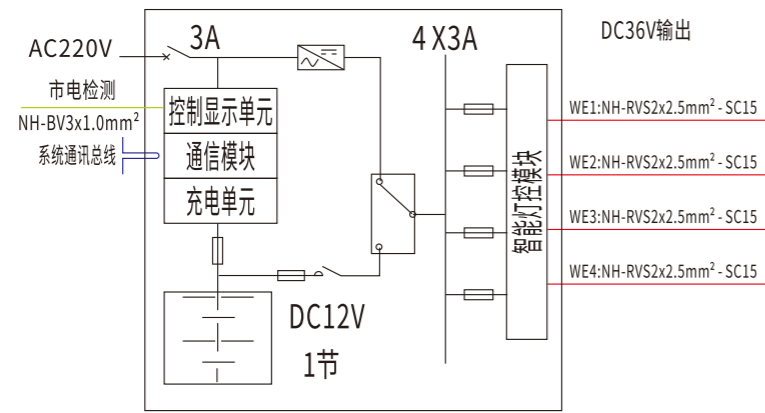 DC36V输出
AC220V
3A
4X3A
市电检测
NH-BV3x1.0mm²
系统通讯总线
控制显示单元
通信模块
充电单元
智能灯控模块
WE1:NH-RVS2x2.5mm²-SC15
WE2:NH-RVS2x2.5mm²-SC15
WE3:NH-RVS2x2.5mm²-SC15
WE4:NH-RVS2x2.5mm²-SC15
DC12V
1节